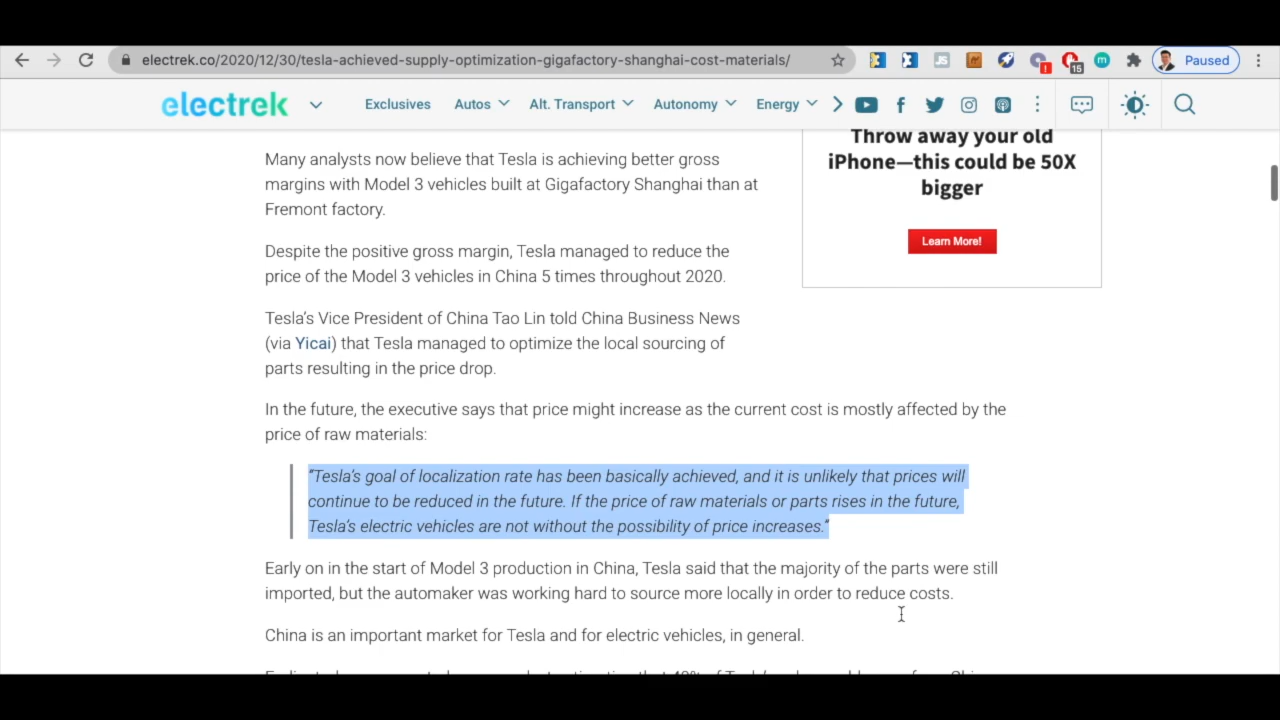 electrek.co/2020/12/30/tesla-achieved-supply-optimization-gigafactory-shanghai-cost-materials/
JS
!
15
m
Paused
electrek
Exclusives
Autos
Alt. Transport
Autonomy
Energy
Throw away your old
iPhone—this could be 50X
bigger
Learn More!
Many analysts now believe that Tesla is achieving better gross
margins with Model 3 vehicles built at Gigafactory Shanghai than at
Fremont factory.
Despite the positive gross margin, Tesla managed to reduce the
price of the Model 3 vehicles in China 5 times throughout 2020.
Tesla’s Vice President of China Tao Lin told China Business News
(via Yicai) that Tesla managed to optimize the local sourcing of
parts resulting in the price drop.
In the future, the executive says that price might increase as the current cost is mostly affected by the
price of raw materials:
“Tesla’s goal of localization rate has been basically achieved, and it is unlikely that prices will
continue to be reduced in the future. If the price of raw materials or parts rises in the future,
Tesla’s electric vehicles are not without the possibility of price increases.”
Early on in the start of Model 3 production in China, Tesla said that the majority of the parts were still
imported, but the automaker was working hard to source more locally in order to reduce costs.
China is an important market for Tesla and for electric vehicles, in general.